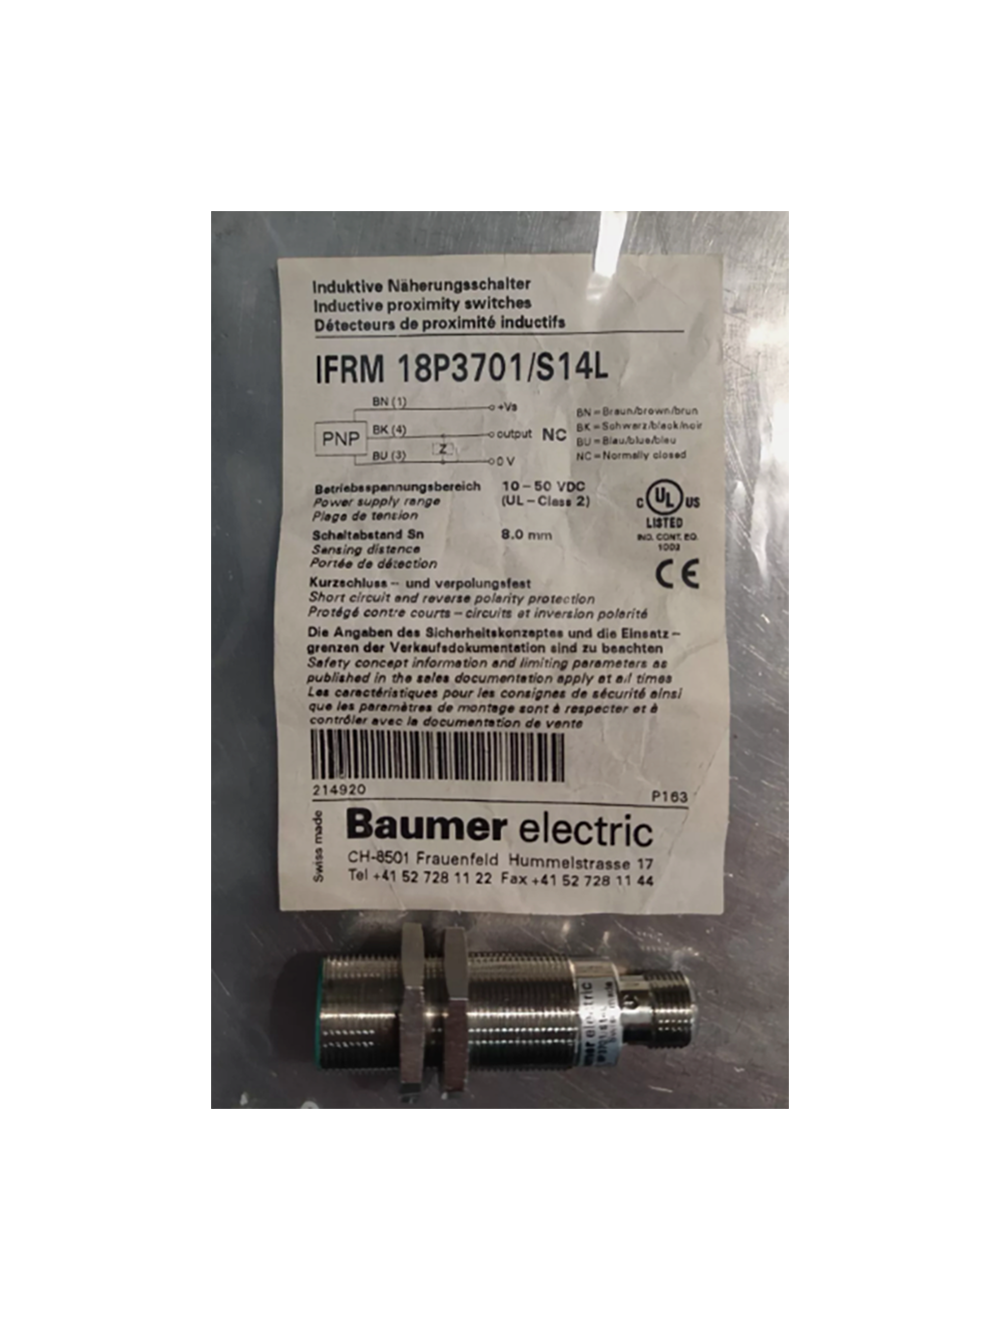 Induktive Näherungsschalter
Inductive proximity switches
Détecteurs de proximité inductifs
IFRM 18P3701/S14L
BN (1) +Vs
PNP BK (4) Z output NC
BU (3) 0 V
BN = Braun/brown/brun
BK = Schwarz/black/noir
BU = Blau/blue/bleu
NC = Normally closed
Betriebsspannungsbereich 10 – 50 VDC
Power supply range (UL – Class 2)
Plage de tension
C UL US
LISTED
IND. CONT. EQ.
1003
Schaltabstand Sn 8.0 mm
Sensing distance
Portée de détection
CE
Kurzschluss – und verpolungsfest
Short circuit and reverse polarity protection
Protégé contre courts – circuits et inversion polarité
Die Angaben des Sicherheitskonzeptes und die Einsatz –
grenzen der Verkaufsdokumentation sind zu beachten
Safety concept information and limiting parameters as
published in the sales documentation apply at all times
Les caractéristiques pour les consignes de sécurité ainsi
que les paramètres de montage sont à respecter et à
contrôler avec la documentation de vente
214920 P163
Swiss made
Baumer electric
CH-8501 Frauenfeld Hummelstrasse 17
Tel +41 52 728 11 22 Fax +41 52 728 11 44
electric